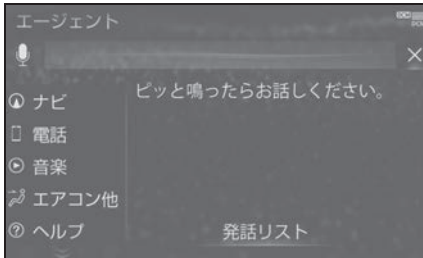 エージェント
ピッと鳴ったらお話しください。
ナビ
電話
音楽
エアコン他
ヘルプ
発話リスト